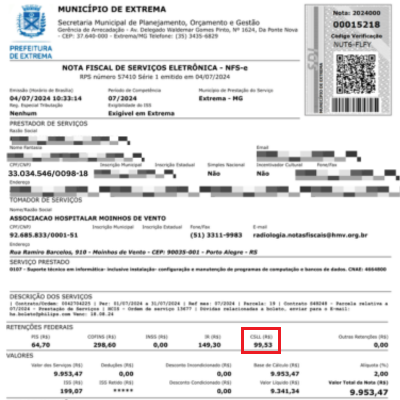 MUNICÍPIO DE EXTREMA
Secretaria Municipal de Planejamento, Orçamento e Gestão
Gerência de Arrecadação - Av. Delegado Waldemar Gomes Pinto, Nº 1624, Da Ponte Nova
- CEP: 37.640-000 - Extrema/MG Telefone: (35) 3435-6829
PREFEITURA
DE EXTREMA
Nota: 2024000
00015218
Código Verificação
NUT6-FLFY
NOTA FISCAL DE SERVIÇOS ELETRÔNICA - NFS-e
RPS número 57410 Série 1 emitido em 04/07/2024
MUNICÍPIO DE EXTREMA
Emissão (Horário de Brasília)
Período de Competência
Município de Prestação do Serviço
04/07/2024 10:33:14
07/2024
Extrema - MG
Reg. Especial Tributação
Exigibilidade do ISS
Nenhum
Exigível em Extrema
PRESTADOR DE SERVIÇOS
Razão Social
Nome Fantasia
Email
CPF/CNPJ
Inscrição Municipal
Inscrição Estadual
Simples Nacional
Incentivador Cultural
Fone/Fax
33.034.546/0098-18
Não
Não
Endereço
TOMADOR DE SERVIÇOS
Nome/Razão Social
ASSOCIACAO HOSPITALAR MOINHOS DE VENTO
CPF/CNPJ
Inscrição Municipal
Inscrição Estadual
Fone/Fax
E-mail
92.685.833/0001-51
(51) 3311-9983
radiologia.notasfiscais@hmv.org.br
Endereço
Rua Ramiro Barcelos, 910 - Moinhos de Vento - CEP: 90035-001 - Porto Alegre - RS
SERVIÇO PRESTADO
0107 - Suporte técnico em informática- inclusive instalação- configuração e manutenção de programas de computação e bancos de dados. CNAE: 4604800
DESCRIÇÃO DOS SERVIÇOS
RETENÇÕES FEDERAIS
PIS (R$)
COFINS (R$)
INSS (R$)
IR (R$)
CSLL (R$)
Outras Retenções (R$)
64,70
298,60
0,00
149,30
99,53
0,00
VALORES
Valor dos Serviços (R$)
Deduções (R$)
Desconto Incondicionado (R$)
Base de Cálculo (R$)
Alíquota (%)
9.953,47
0,00
0,00
9.953,47
2,00
ISS (R$)
ISS Retido (R$)
Desconto Condicionado (R$)
Valor Líquido (R$)
Valor Total da Nota (R$)
199,07
0,00
9.341,34
9.953,47